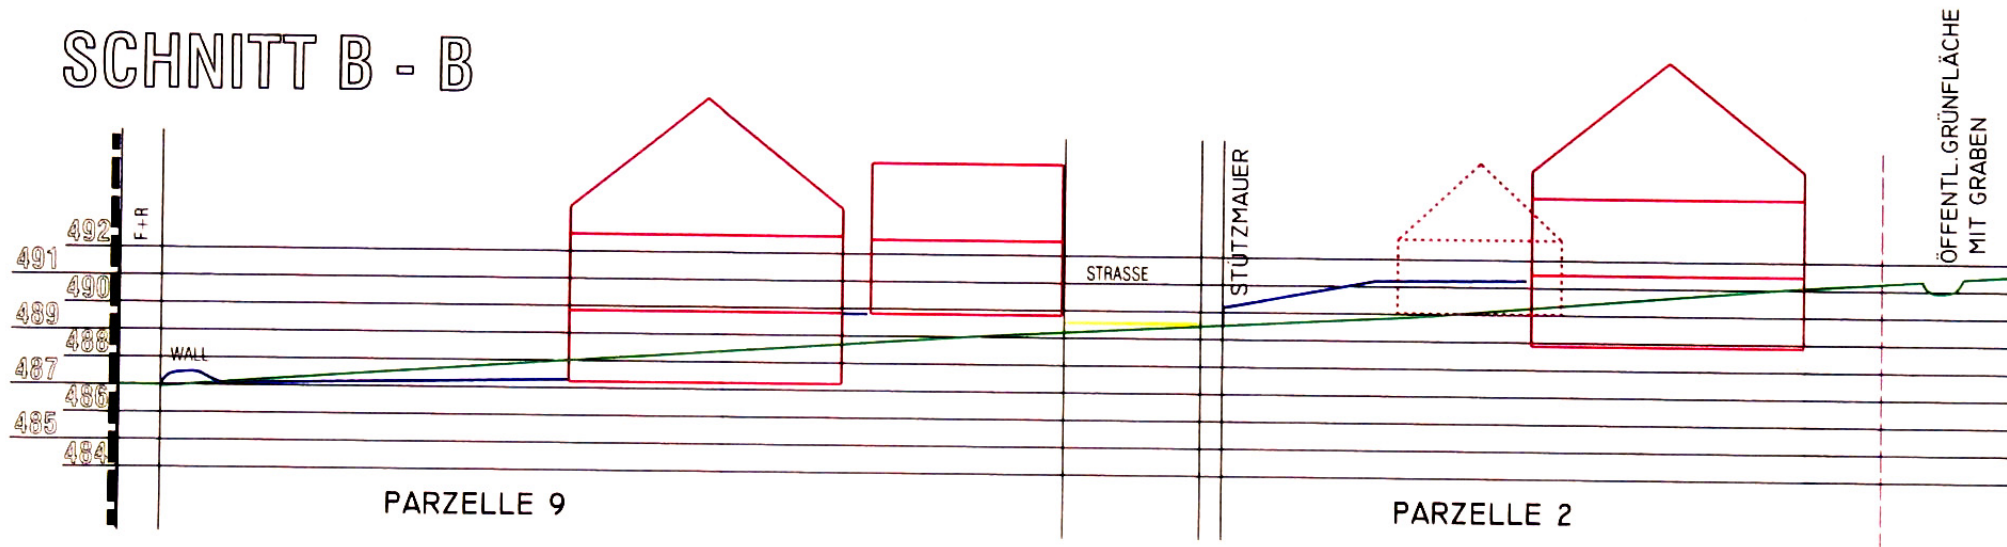 SCHNITT B - B
F+R
492
491
490
489
488
487
486
485
484
WALL
STRASSE
STÜTZMAUER
ÖFFENTL. GRÜNFLÄCHE
MIT GRABEN
PARZELLE 9
PARZELLE 2